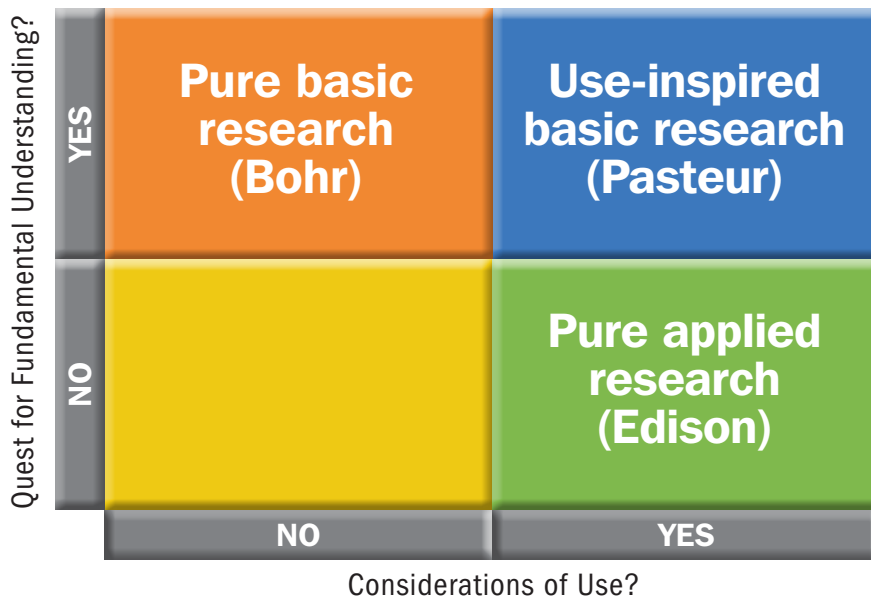 Quest for Fundamental Understanding?
YES
Pure basic
research
(Bohr)
Use-inspired
basic research
(Pasteur)
NO
Pure applied
research
(Edison)
NO
YES
Considerations of Use?